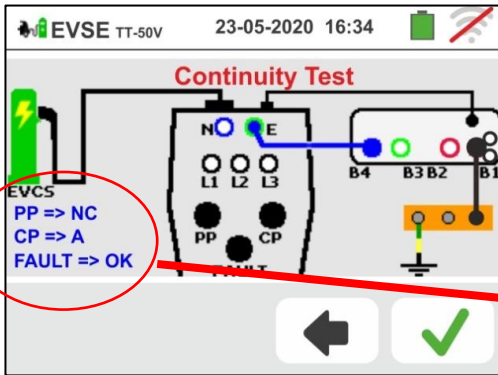 EVSE TT-50V 23-05-2020 16:34
Continuity Test
N E
L1 L2 L3
B4 B3 B2 B1
EVCS
PP => NC
CP => A
FAULT => OK
PP CP
FAULT